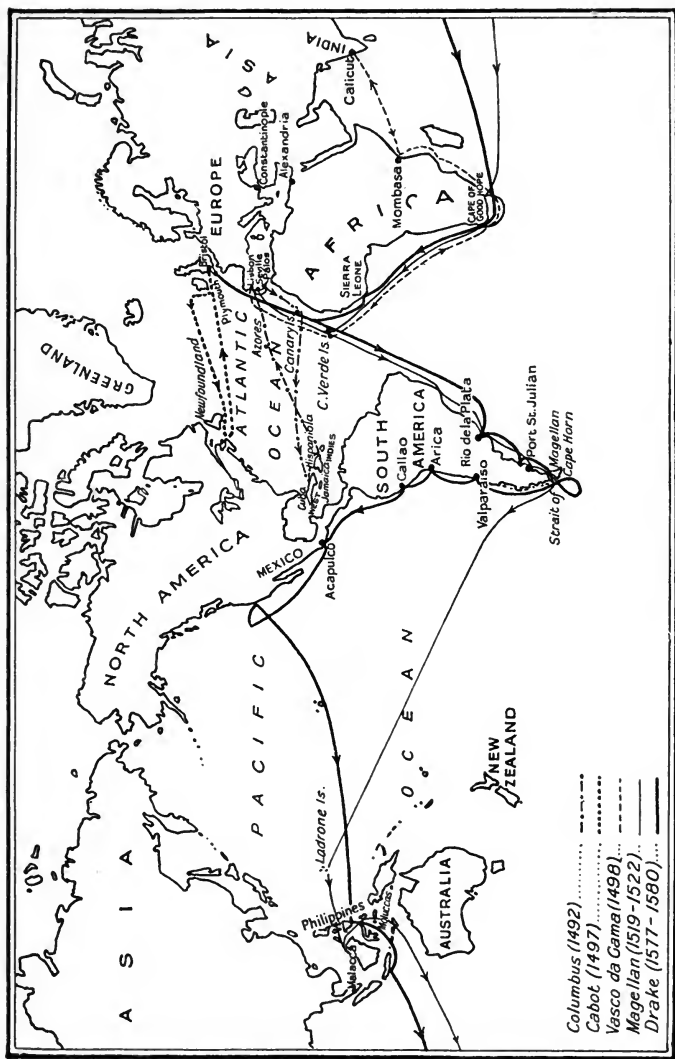 ASIA
PACIFIC
OCEAN
NORTH AMERICA
MEXICO
Acapulco
GREENLAND
Newfoundland
ATLANTIC
OCEAN
Plymouth
Bristol
EUROPE
Lisbon
Seville
Palos
Azores
Canary Is.
C. Verde Is.
Cuba
Hispaniola
WEST INDIES
Jamaica
SOUTH
AMERICA
Callao
Arica
Rio de la Plata
Valparaiso
Port St. Julian
Strait of Magellan
Cape Horn
Constantinople
Alexandria
ASIA
INDIA
Calicut
AFRICA
SIERRA
LEONE
Mombasa
CAPE OF
GOOD HOPE
Ladrone Is.
Philippines
Malacca
Moluccas
AUSTRALIA
NEW
ZEALAND
Columbus (1492)
Cabot (1497)
Vasco da Gama (1498)
Magellan (1519-1522)
Drake (1577-1580)